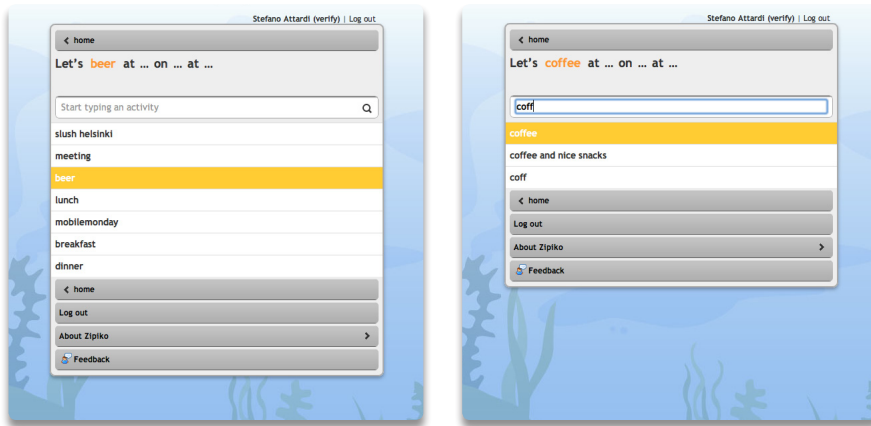 Stefano Attardi (verify) | Log out
home
Let's beer at ... on ... at ...
Start typing an activity
slush helsinki
meeting
beer
lunch
mobilemonday
breakfast
dinner
home
Log out
About Zipiko
Feedback
Stefano Attardi (verify) | Log out
home
Let's coffee at ... on ... at ...
coff
coffee
coffee and nice snacks
coff
home
Log out
About Zipiko
Feedback